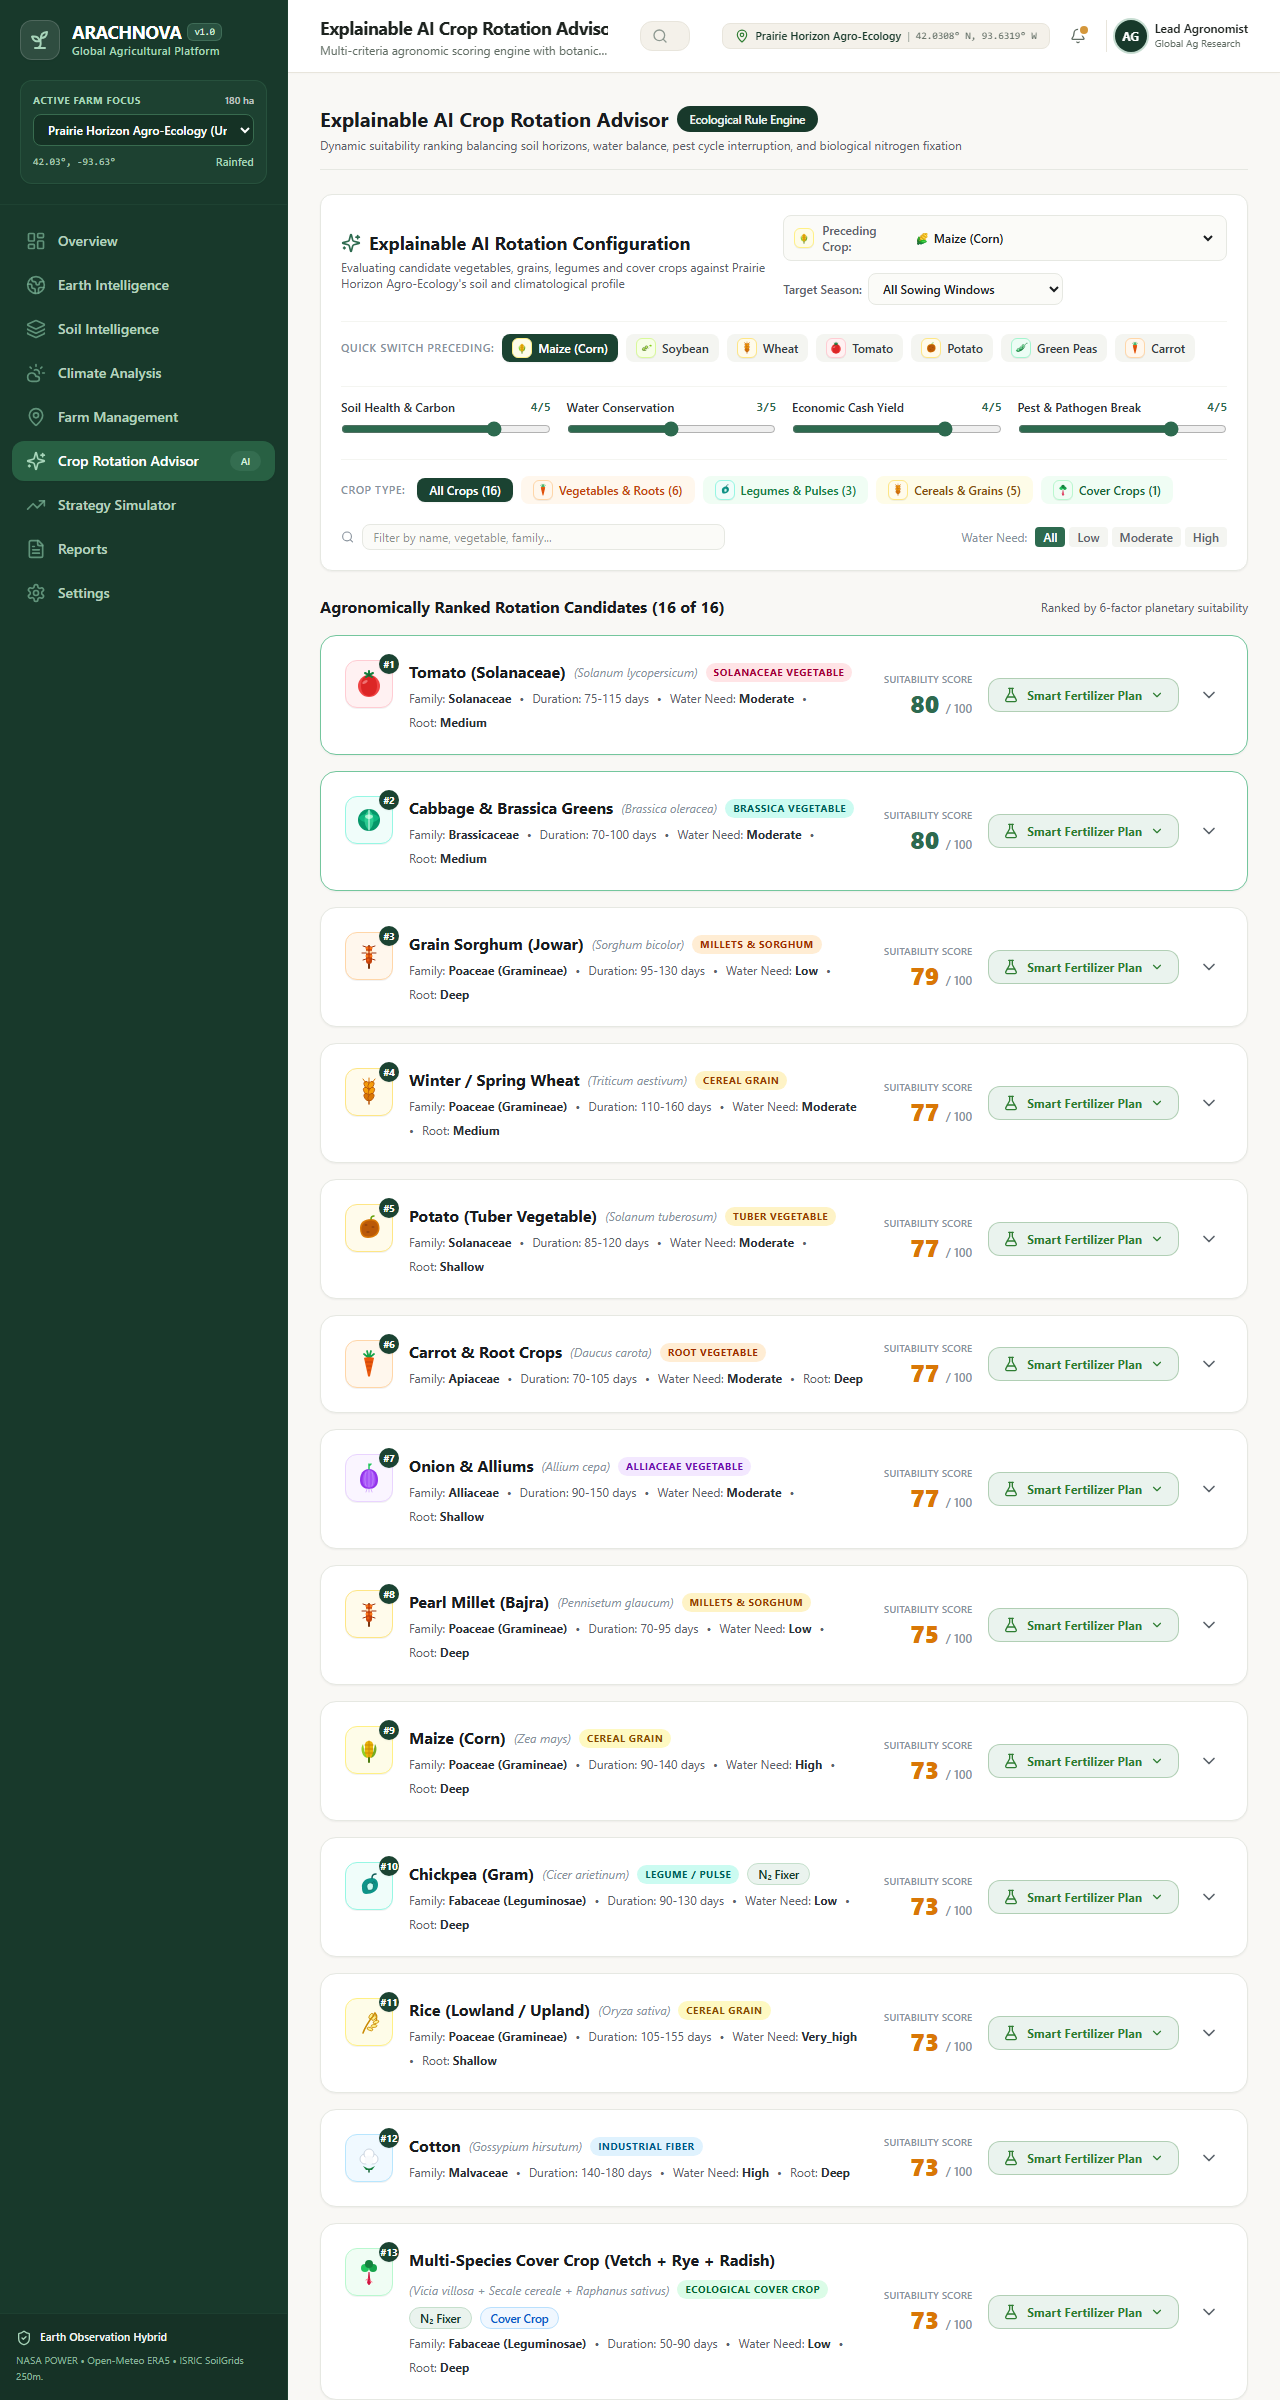 ARACHNOVA v1.0
Global Agricultural Platform
ACTIVE FARM FOCUS 180 ha
Prairie Horizon Agro-Ecology (Ur
42.03°, -93.63° Rainfed
Overview
Earth Intelligence
Soil Intelligence
Climate Analysis
Farm Management
Crop Rotation Advisor AI
Strategy Simulator
Reports
Settings
Earth Observation Hybrid
NASA POWER • Open-Meteo ERA5 • ISRIC SoilGrids
250m.
Explainable AI Crop Rotation Advisc
Multi-criteria agronomic scoring engine with botanic...
Prairie Horizon Agro-Ecology | 42.0308° N, 93.6319° W
AG
Lead Agronomist
Global Ag Research
Explainable AI Crop Rotation Advisor Ecological Rule Engine
Dynamic suitability ranking balancing soil horizons, water balance, pest cycle interruption, and biological nitrogen fixation
Explainable AI Rotation Configuration
Evaluating candidate vegetables, grains, legumes and cover crops against Prairie
Horizon Agro-Ecology's soil and climatological profile
Preceding
Crop:
Maize (Corn)
Target Season: All Sowing Windows
QUICK SWITCH PRECEDING: Maize (Corn) Soybean Wheat Tomato Potato Green Peas Carrot
Soil Health & Carbon 4/5 Water Conservation 3/5 Economic Cash Yield 4/5 Pest & Pathogen Break 4/5
CROP TYPE: All Crops (16) Vegetables & Roots (6) Legumes & Pulses (3) Cereals & Grains (5) Cover Crops (1)
Filter by name, vegetable, family... Water Need: All Low Moderate High
Agronomically Ranked Rotation Candidates (16 of 16) Ranked by 6-factor planetary suitability
#1
Tomato (Solanaceae) (Solanum lycopersicum) SOLANACEAE VEGETABLE
Family: Solanaceae • Duration: 75-115 days • Water Need: Moderate •
Root: Medium
SUITABILITY SCORE
80 / 100
Smart Fertilizer Plan
#2
Cabbage & Brassica Greens (Brassica oleracea) BRASSICA VEGETABLE
Family: Brassicaceae • Duration: 70-100 days • Water Need: Moderate •
Root: Medium
SUITABILITY SCORE
80 / 100
Smart Fertilizer Plan
#3
Grain Sorghum (Jowar) (Sorghum bicolor) MILLETS & SORGHUM
Family: Poaceae (Gramineae) • Duration: 95-130 days • Water Need: Low •
Root: Deep
SUITABILITY SCORE
79 / 100
Smart Fertilizer Plan
#4
Winter / Spring Wheat (Triticum aestivum) CEREAL GRAIN
Family: Poaceae (Gramineae) • Duration: 110-160 days • Water Need: Moderate
• Root: Medium
SUITABILITY SCORE
77 / 100
Smart Fertilizer Plan
#5
Potato (Tuber Vegetable) (Solanum tuberosum) TUBER VEGETABLE
Family: Solanaceae • Duration: 85-120 days • Water Need: Moderate •
Root: Shallow
SUITABILITY SCORE
77 / 100
Smart Fertilizer Plan
#6
Carrot & Root Crops (Daucus carota) ROOT VEGETABLE
Family: Apiaceae • Duration: 70-105 days • Water Need: Moderate • Root: Deep
SUITABILITY SCORE
77 / 100
Smart Fertilizer Plan
#7
Onion & Alliums (Allium cepa) ALLIACEAE VEGETABLE
Family: Alliaceae • Duration: 90-150 days • Water Need: Moderate •
Root: Shallow
SUITABILITY SCORE
77 / 100
Smart Fertilizer Plan
#8
Pearl Millet (Bajra) (Pennisetum glaucum) MILLETS & SORGHUM
Family: Poaceae (Gramineae) • Duration: 70-95 days • Water Need: Low •
Root: Deep
SUITABILITY SCORE
75 / 100
Smart Fertilizer Plan
#9
Maize (Corn) (Zea mays) CEREAL GRAIN
Family: Poaceae (Gramineae) • Duration: 90-140 days • Water Need: High •
Root: Deep
SUITABILITY SCORE
73 / 100
Smart Fertilizer Plan
#10
Chickpea (Gram) (Cicer arietinum) LEGUME / PULSE N₂ Fixer
Family: Fabaceae (Leguminosae) • Duration: 90-130 days • Water Need: Low •
Root: Deep
SUITABILITY SCORE
73 / 100
Smart Fertilizer Plan
#11
Rice (Lowland / Upland) (Oryza sativa) CEREAL GRAIN
Family: Poaceae (Gramineae) • Duration: 105-155 days • Water Need: Very_high
• Root: Shallow
SUITABILITY SCORE
73 / 100
Smart Fertilizer Plan
#12
Cotton (Gossypium hirsutum) INDUSTRIAL FIBER
Family: Malvaceae • Duration: 140-180 days • Water Need: High • Root: Deep
SUITABILITY SCORE
73 / 100
Smart Fertilizer Plan
#13
Multi-Species Cover Crop (Vetch + Rye + Radish)
(Vicia villosa + Secale cereale + Raphanus sativus) ECOLOGICAL COVER CROP
N₂ Fixer Cover Crop
Family: Fabaceae (Leguminosae) • Duration: 50-90 days • Water Need: Low •
Root: Deep
SUITABILITY SCORE
73 / 100
Smart Fertilizer Plan